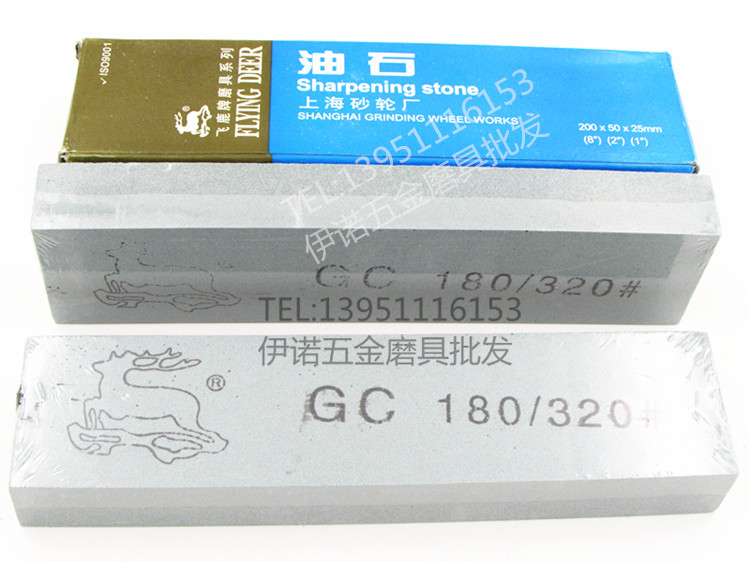 ✓ISO9001
飞鹿牌磨具系列
FLYING DEER
油石
Sharpening stone
上海砂轮厂
SHANGHAI GRINDING WHEEL WORKS
200 x 50 x 25mm
(8") (2") (1")
TEL:13951116153
伊诺五金磨具批发
GC 180/320#
TEL:13951116153
伊诺五金磨具批发
®
GC 180/320#